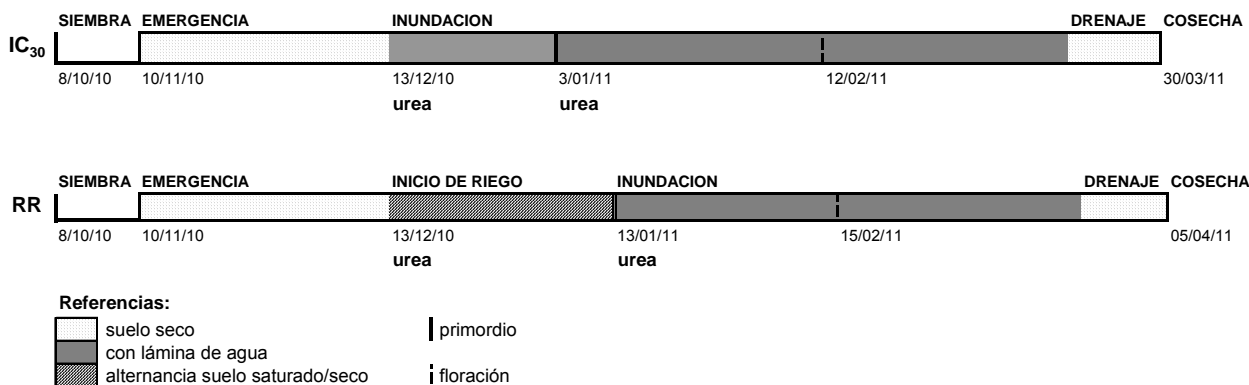 SIEMBRA EMERGENCIA INUNDACION DRENAJE COSECHA
IC30
8/10/10 10/11/10 13/12/10 3/01/11 12/02/11 30/03/11
urea urea
SIEMBRA EMERGENCIA INICIO DE RIEGO INUNDACION DRENAJE COSECHA
RR
8/10/10 10/11/10 13/12/10 13/01/11 15/02/11 05/04/11
urea urea
Referencias:
suelo seco primordio
con lámina de agua
alternancia suelo saturado/seco floración